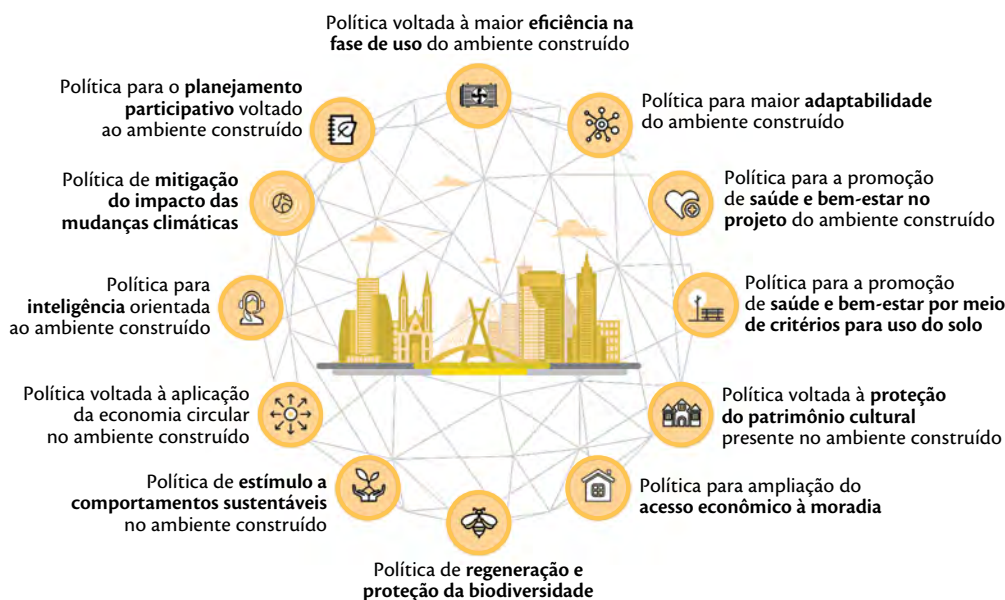 Política voltada à maior eficiência na
fase de uso do ambiente construído
Política para o planejamento
participativo voltado
ao ambiente construído
Política para maior adaptabilidade
do ambiente construído
Política de mitigação
do impacto das
mudanças climáticas
Política para a promoção
de saúde e bem-estar no
projeto do ambiente construído
Política para
inteligência orientada
ao ambiente construído
Política para a promoção
de saúde e bem-estar por meio
de critérios para uso do solo
Política voltada à aplicação
da economia circular
no ambiente construído
Política voltada à proteção
do patrimônio cultural
presente no ambiente construído
Política de estímulo a
comportamentos sustentáveis
no ambiente construído
Política para ampliação do
acesso econômico à moradia
Política de regeneração e
proteção da biodiversidade